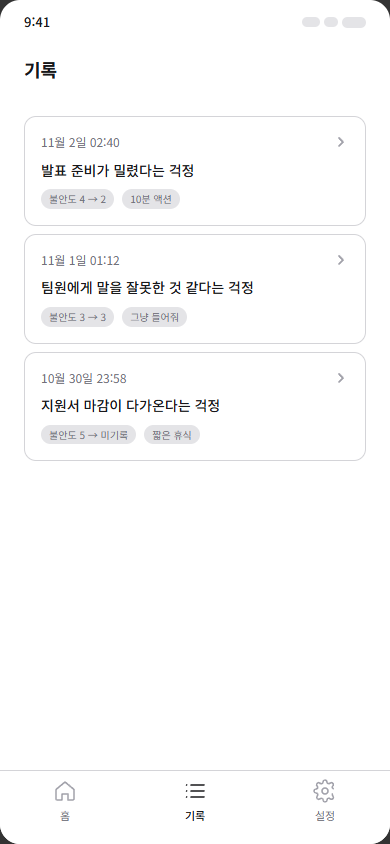 9:41
기록
11월 2일 02:40
발표 준비가 밀렸다는 걱정
불안도 4 → 2 10분 액션
11월 1일 01:12
팀원에게 말을 잘못한 것 같다는 걱정
불안도 3 → 3 그냥 들어줘
10월 30일 23:58
지원서 마감이 다가온다는 걱정
불안도 5 → 미기록 짧은 휴식
홈 기록 설정